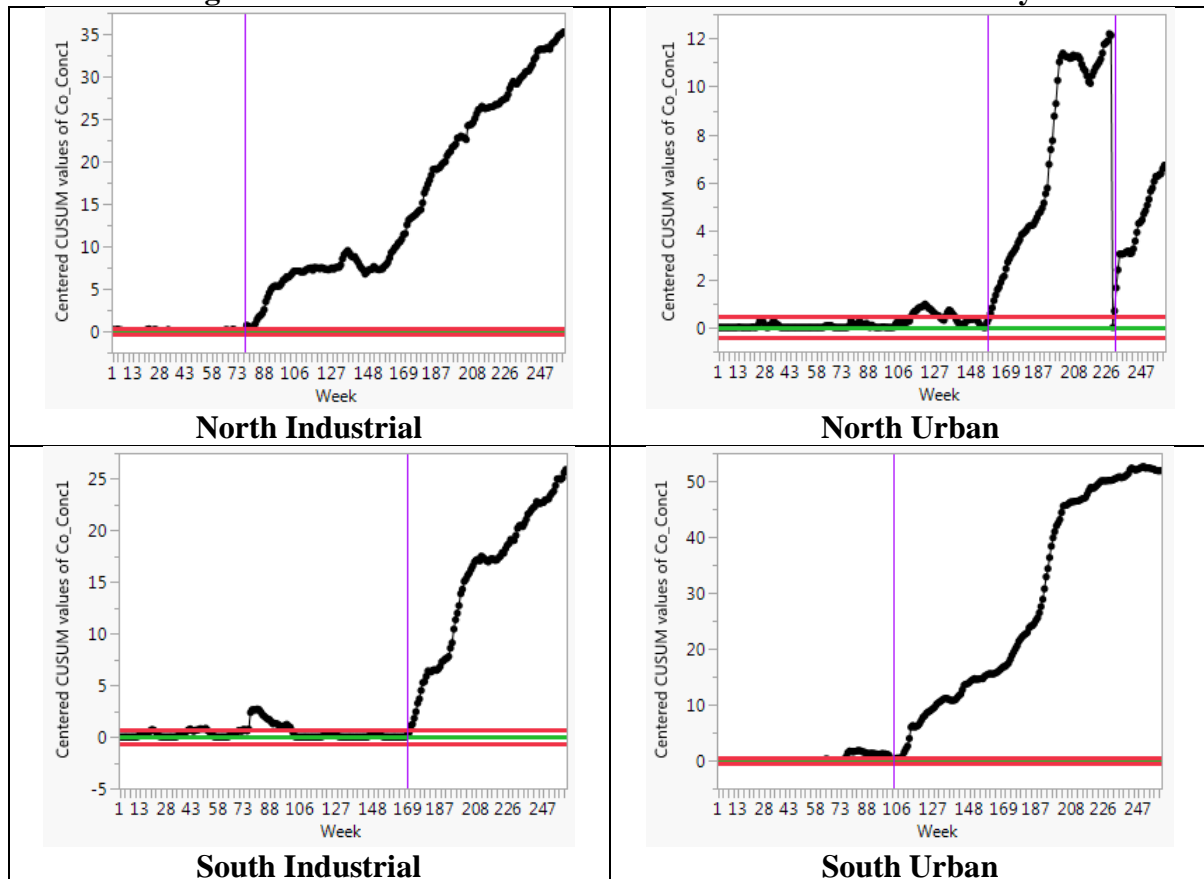 Centered CUSUM values of Co_Conc1
35
30
25
20
15
10
5
0
1 13 28 43 58 73 88 106 127 148 169 187 208 226 247
Week
North Industrial
Centered CUSUM values of Co_Conc1
12
10
8
6
4
2
0
1 13 28 43 58 73 88 106 127 148 169 187 208 226 247
Week
North Urban
Centered CUSUM values of Co_Conc1
25
20
15
10
5
0
-5
1 13 28 43 58 73 88 106 127 148 169 187 208 226 247
Week
South Industrial
Centered CUSUM values of Co_Conc1
50
40
30
20
10
0
1 13 28 43 58 73 88 106 127 148 169 187 208 226 247
Week
South Urban